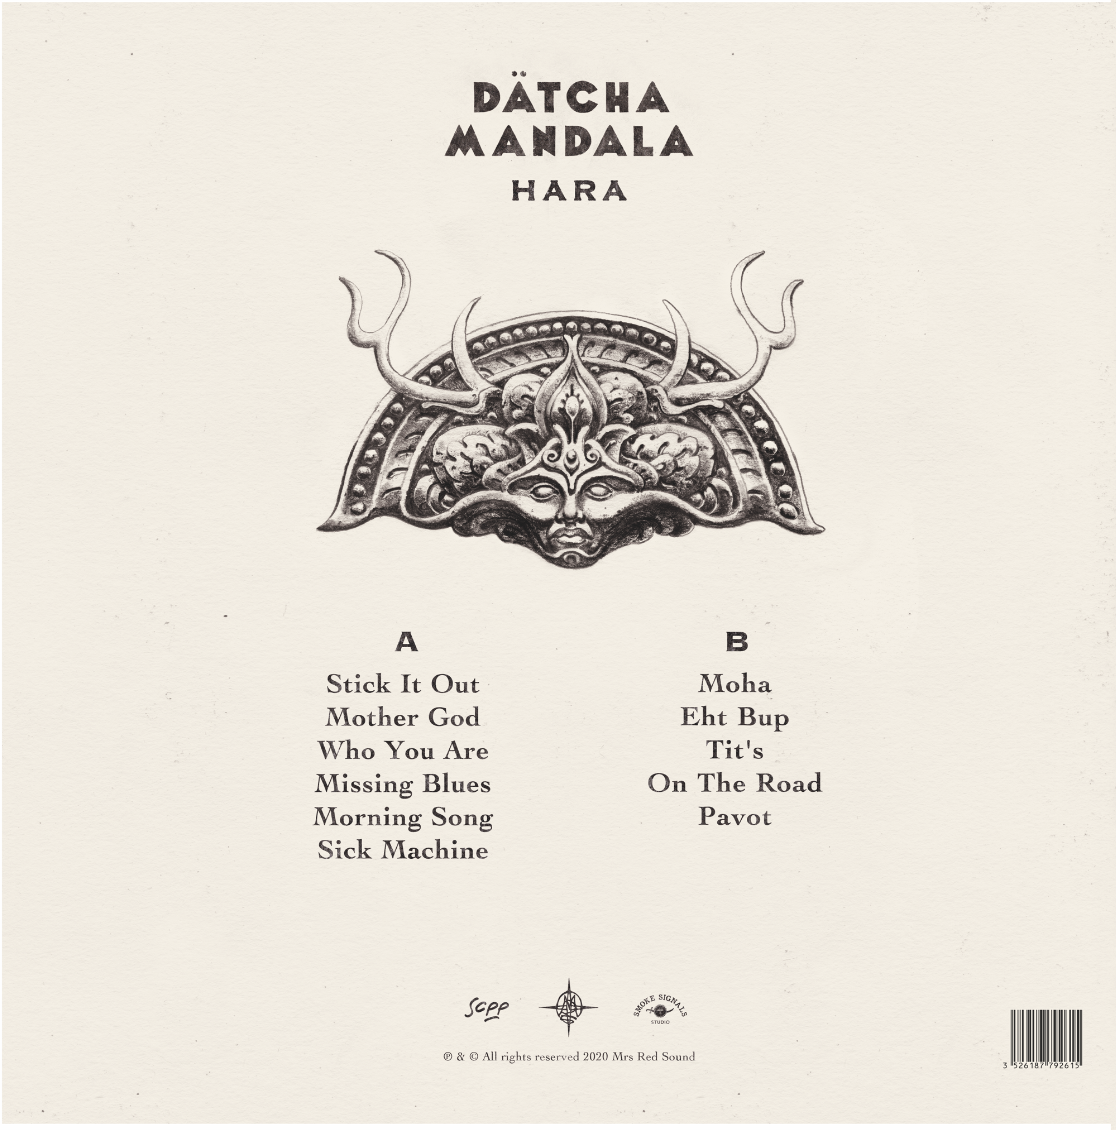 DÄTCHA
MANDALA
HARA
A
Stick It Out
Mother God
Who You Are
Missing Blues
Morning Song
Sick Machine
B
Moha
Eht Bup
Tit's
On The Road
Pavot
SCPP
SMOKE SIGNALS
STUDIO
℗ & © All rights reserved 2020 Mrs Red Sound
3 526187 792615